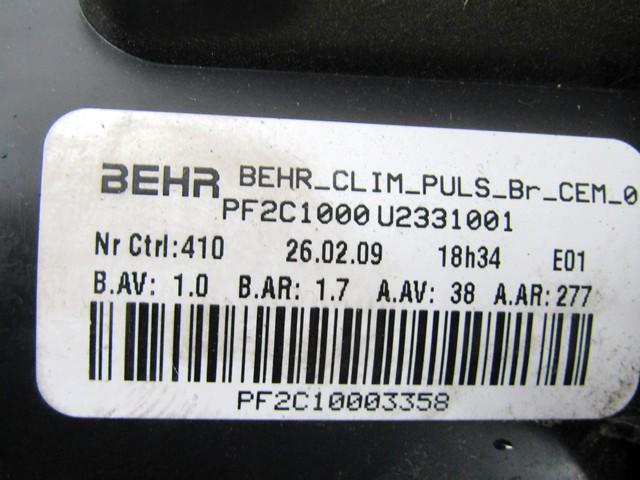 BEHR BEHR_CLIM_PULS_Br_CEM_0
PF2C1000 U2331001
Nr Ctrl:410 26.02.09 18h34 E01
B.AV: 1.0 B.AR: 1.7 A.AV: 38 A.AR: 277
PF2C10003358